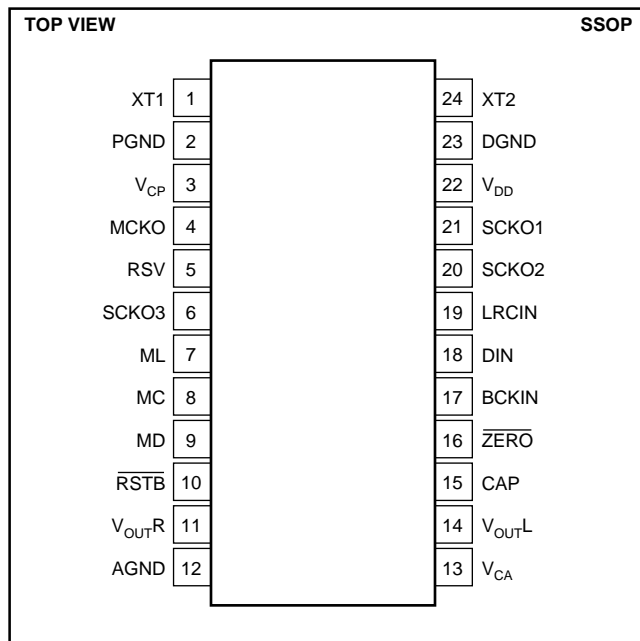 TOP VIEW SSOP
XT1 1 24 XT2
PGND 2 23 DGND
VCP 3 22 VDD
MCKO 4 21 SCKO1
RSV 5 20 SCKO2
SCKO3 6 19 LRCIN
ML 7 18 DIN
MC 8 17 BCKIN
MD 9 16 ZERO
RSTB 10 15 CAP
VOUTR 11 14 VOUTL
AGND 12 13 VCA